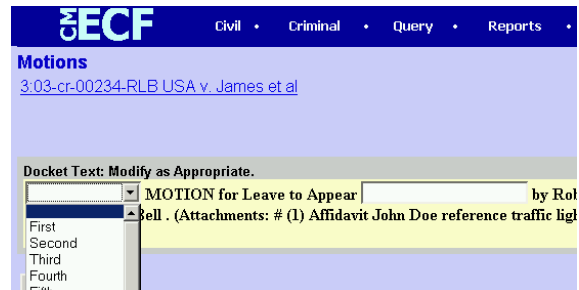 CM ECF Civil • Criminal • Query • Reports •
Motions
3:03-cr-00234-RLB USA v. James et al
Docket Text: Modify as Appropriate.
MOTION for Leave to Appear by Rob
Bell . (Attachments: # (1) Affidavit John Doe reference traffic
First
Second
Third
Fourth